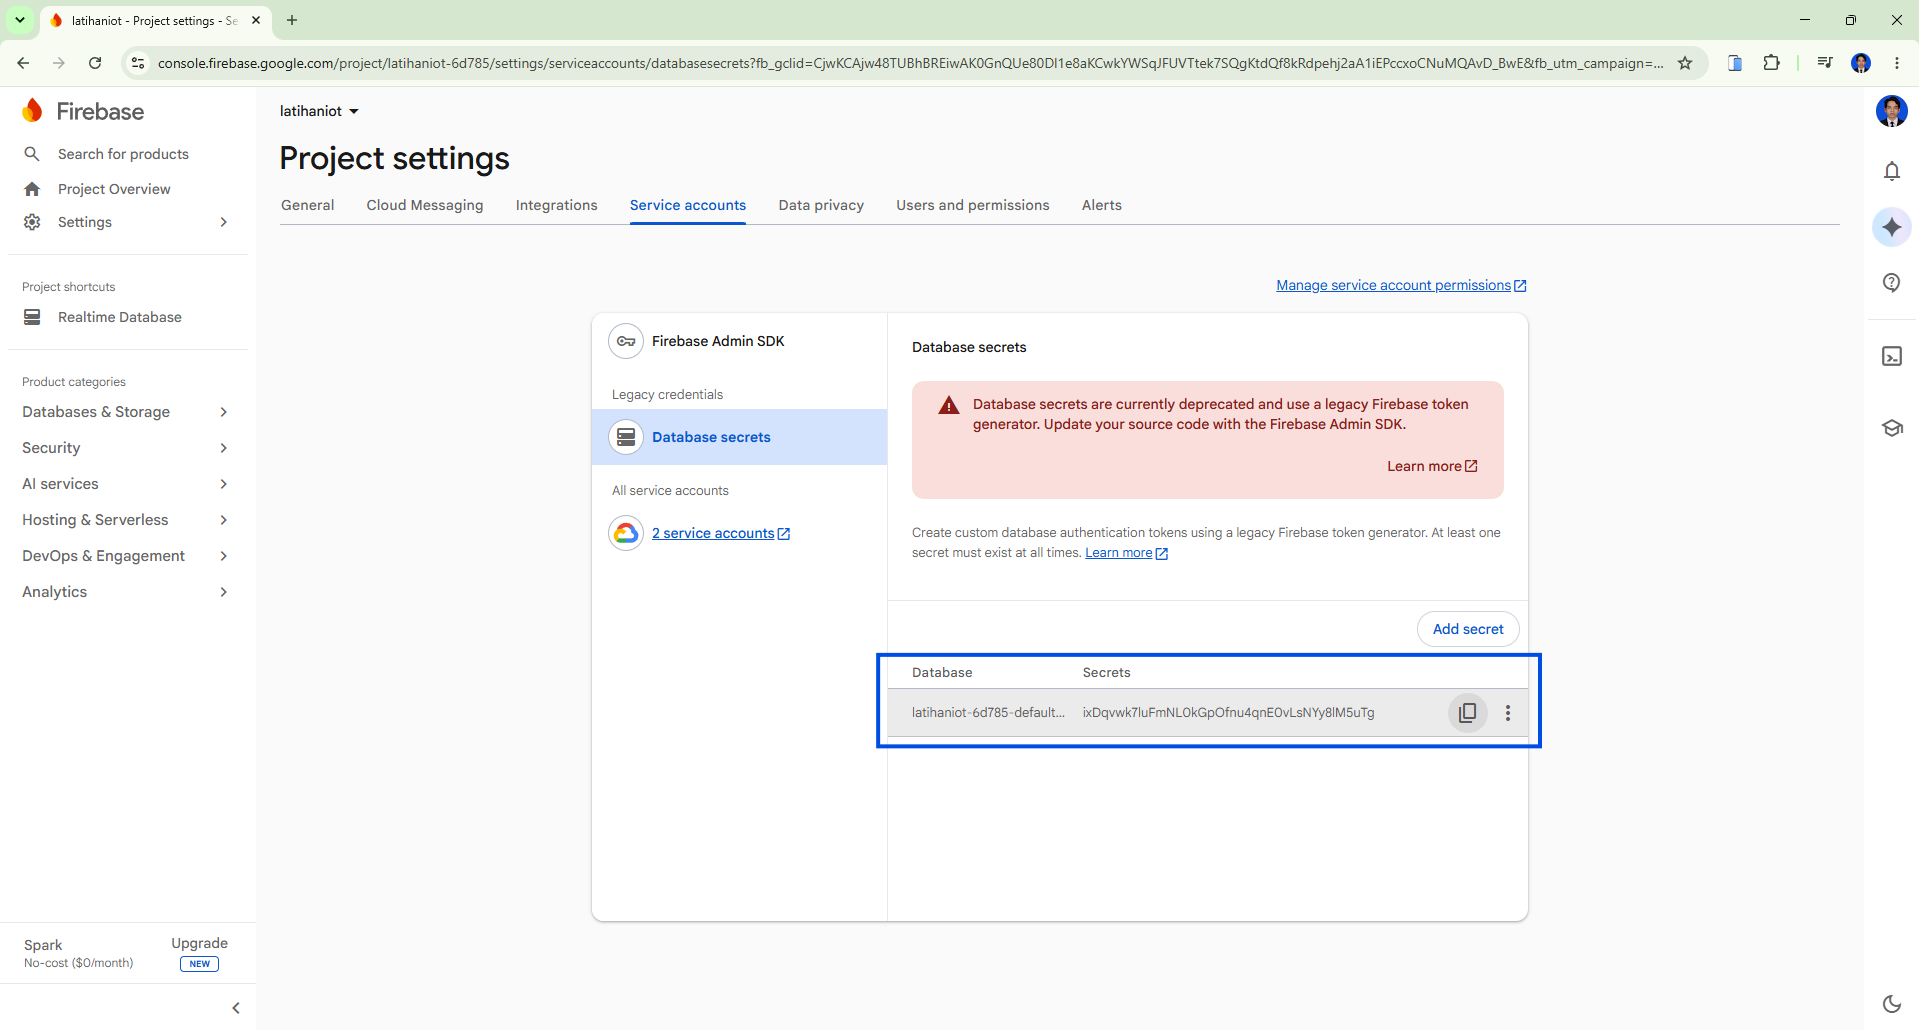 latihaniot - Project settings - Se
console.firebase.google.com/project/latihaniot-6d785/settings/serviceaccounts/databasesecrets?fb_gclid=CjwKCAjw48TUBhBREiwAK0GnQUe80DI1e8aKCwkYWSqJFUVTtek7SQgKtdQf8kRdpehj2aA1iEPccxoCNuMQAvD_BwE&fb_utm_campaign=...
Firebase
Search for products
Project Overview
Settings
Project shortcuts
Realtime Database
Product categories
Databases & Storage
Security
AI services
Hosting & Serverless
DevOps & Engagement
Analytics
Spark
No-cost ($0/month)
Upgrade
NEW
latihaniot
Project settings
General Cloud Messaging Integrations Service accounts Data privacy Users and permissions Alerts
Manage service account permissions
Firebase Admin SDK
Legacy credentials
Database secrets
All service accounts
2 service accounts
Database secrets
Database secrets are currently deprecated and use a legacy Firebase token
generator. Update your source code with the Firebase Admin SDK.
Learn more
Create custom database authentication tokens using a legacy Firebase token generator. At least one
secret must exist at all times. Learn more
Add secret
Database Secrets
latihaniot-6d785-default... ixDqvwk7luFmNL0kGpOfnu4qnE0vLsNYy8lM5uTg